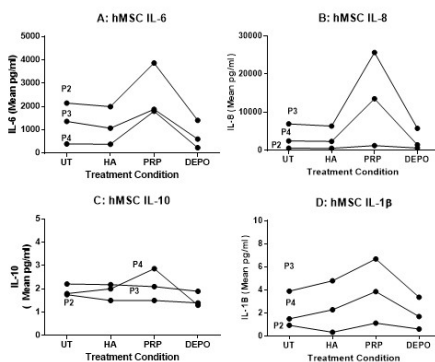 A: hMSC IL-6
IL-6 (Mean pg/ml)
5000
4000
3000
2000
1000
0
P2
P3
P4
UT HA PRP DEPO
Treatment Condition
B: hMSC IL-8
IL-8 (Mean pg/ml)
30000
20000
10000
0
P3
P4
P2
UT HA PRP DEPO
Treatment Condition
C: hMSC IL-10
IL-10
( Mean pg/ml)
4
3
2
1
0
P4
P3
P2
UT HA PRP DEPO
Treatment Condition
D: hMSC IL-1β
IL-1B (Mean pg/ml)
10
8
6
4
2
0
P3
P4
P2
UT HA PRP DEPO
Treatment Condition